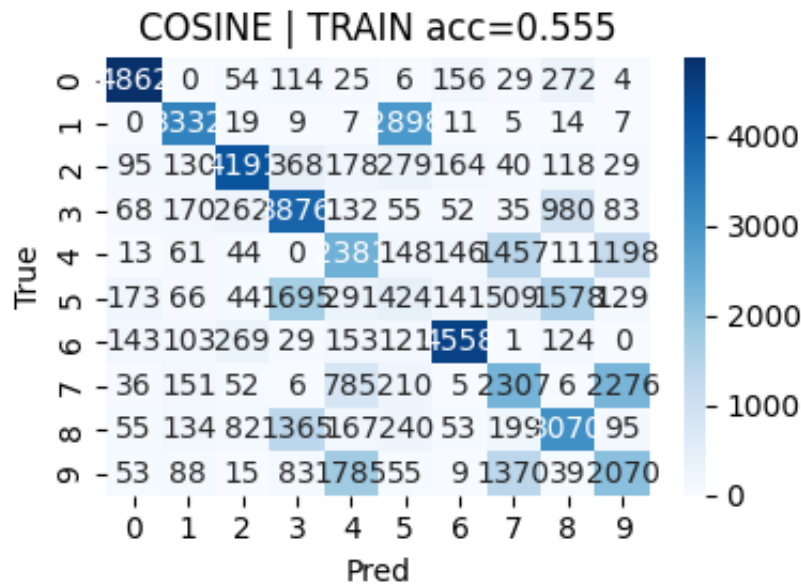 COSINE | TRAIN acc=0.555
0 4862 0 54 114 25 6 156 29 272 4
1 0 3332 19 9 7 2898 11 5 14 7
2 95 130 4191 368 178 279 164 40 118 29
3 68 170 262 3876 132 55 52 35 980 83
4 13 61 44 0 2381 148 146 1457 11 1198
5 173 66 44 1695 291 424 141 509 1578 129
6 143 103 269 29 153 121 4558 1 124 0
7 36 151 52 6 785 210 5 2307 6 2276
8 55 134 82 1365 167 240 53 199 3070 95
9 53 88 15 83 1785 55 9 1370 39 2070
0 1 2 3 4 5 6 7 8 9
Pred
True
4000
3000
2000
1000
0